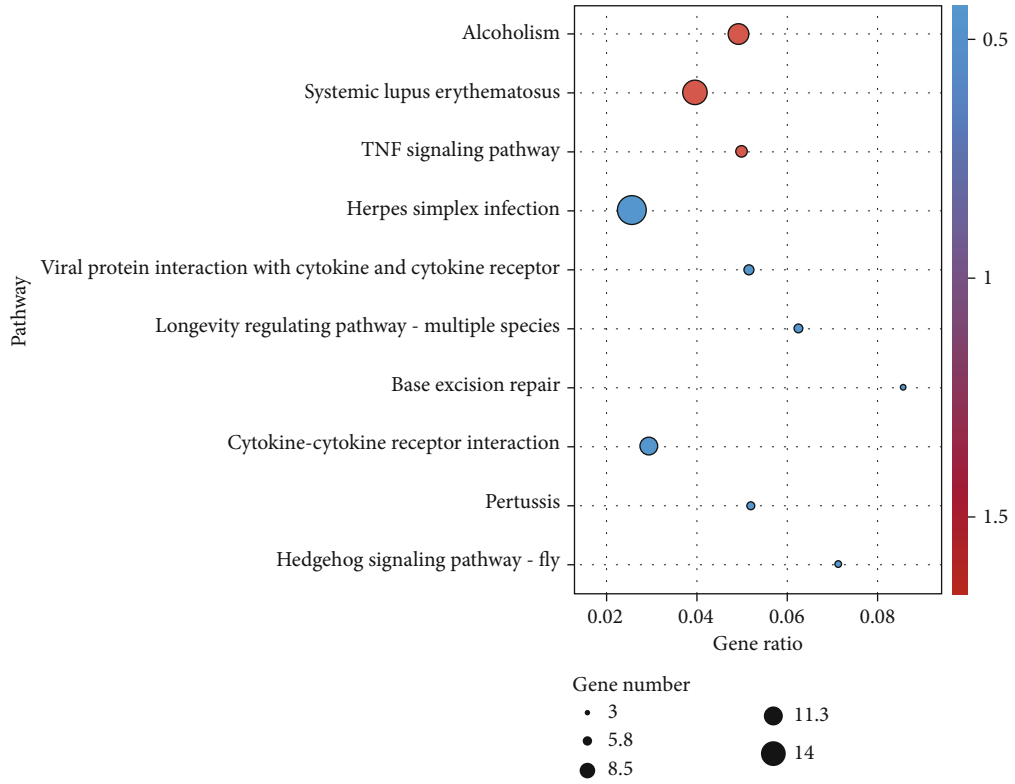 Pathway
Alcoholism
Systemic lupus erythematosus
TNF signaling pathway
Herpes simplex infection
Viral protein interaction with cytokine and cytokine receptor
Longevity regulating pathway - multiple species
Base excision repair
Cytokine-cytokine receptor interaction
Pertussis
Hedgehog signaling pathway - fly
0.02 0.04 0.06 0.08
Gene ratio
0.5
1
1.5
Gene number
3
5.8
8.5
11.3
14